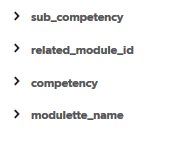 sub_competency
related_module_id
competency
modulette_name